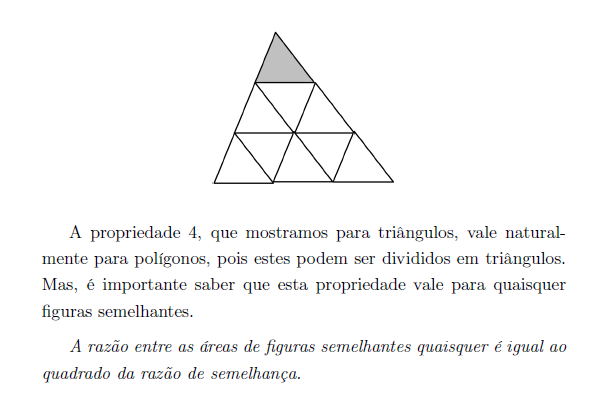 A propriedade 4, que mostramos para triângulos, vale natural-
mente para polígonos, pois estes podem ser divididos em triângulos.
Mas, é importante saber que esta propriedade vale para quaisquer
figuras semelhantes.
A razão entre as áreas de figuras semelhantes quaisquer é igual ao
quadrado da razão de semelhança.